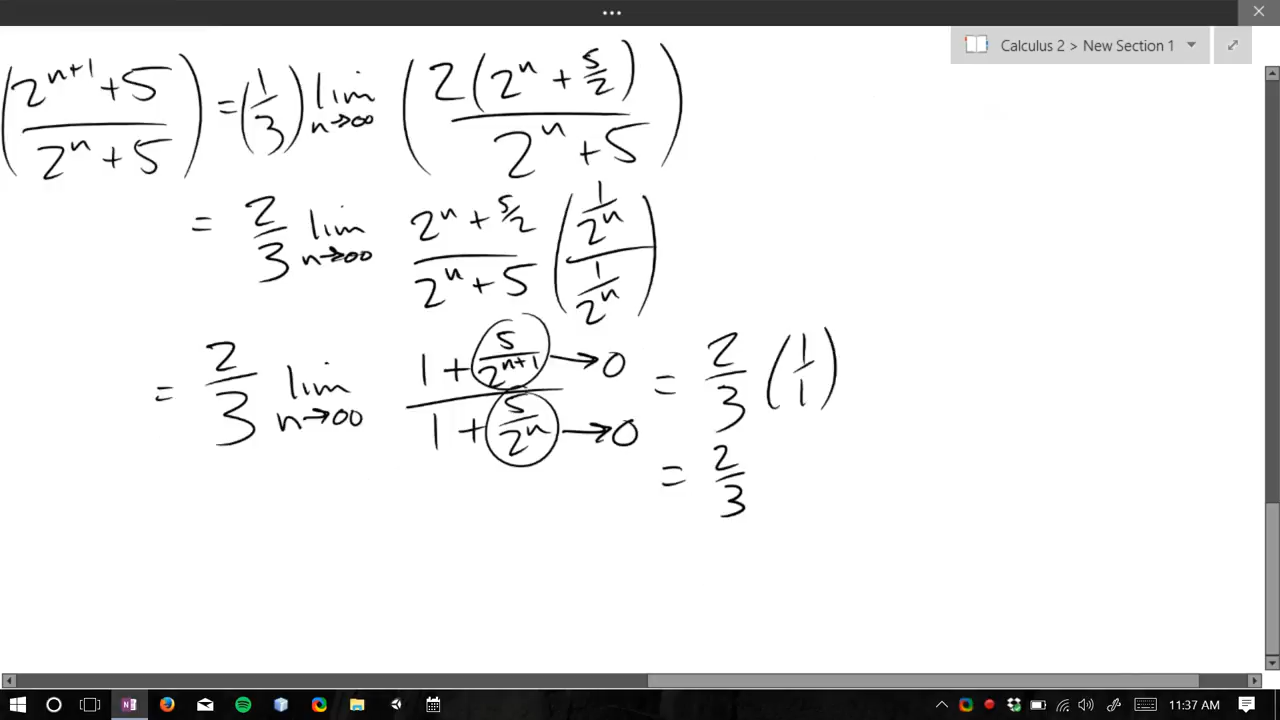 Calculus 2 > New Section 1
(2^{n+1} + 5 / 2^n + 5) = (1/3) lim n→∞ (2(2^n + 5/2) / 2^n + 5)
= 2/3 lim n→∞ 2^n + 5/2 / 2^n + 5 (1/2^n / 1/2^n)
= 2/3 lim n→∞ 1 + 5/2^{n+1} → 0 / 1 + 5/2^n → 0 = 2/3 (1/1)
= 2/3
11:37 AM